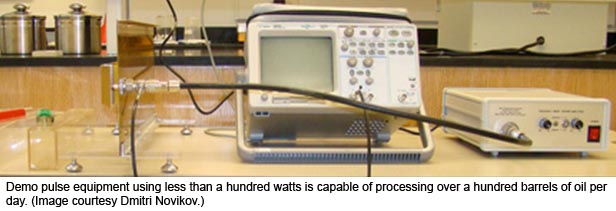 Demo pulse equipment using less than a hundred watts is capable of processing over a hundred barrels of oil per
day. (Image courtesy Dmitri Novikov.)